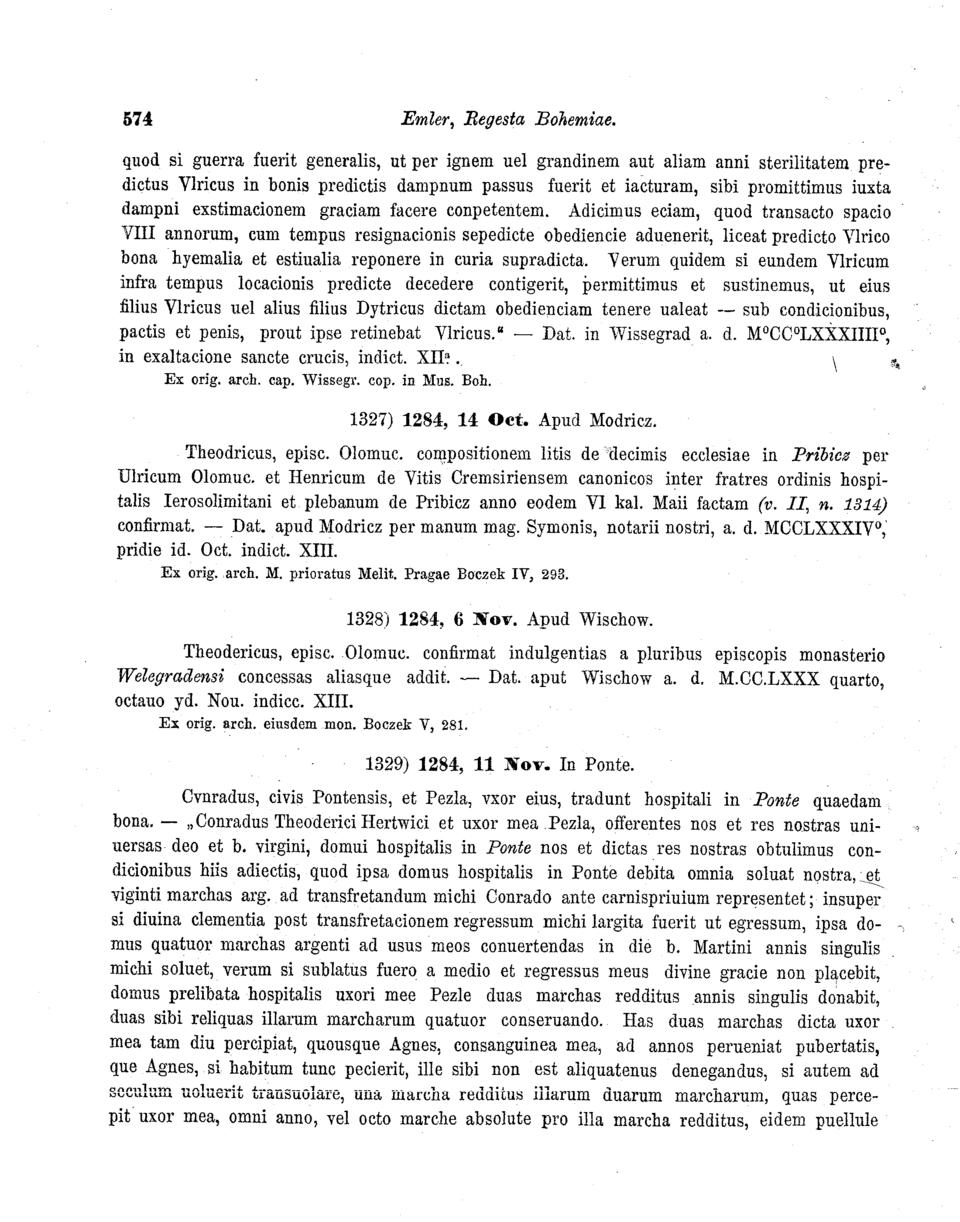 574 Emler, Regesta Bohemiae.
quod si guerra fuerit generalis, ut per ignem uel grandinem aut aliam anni sterilitatem pre-
dictus Vlricus in bonis predictis dampnum passus fuerit et iacturam, sibi promittimus iuxta
dampni exstimacionem graciam facere conpetentem. Adicimus eciam, quod transacto spacio
VIII annorum, cum tempus resignacionis sepedicte obediencie aduenerit, liceat predicto Vlrico
bona hyemalia et estiualia reponere in curia supradicta. Verum quidem si eundem Vlricum
infra tempus locacionis predicte decedere contigerit, permittimus et sustinemus, ut eius
filius Vlricus uel alius filius Dytricus dictam obedienciam tenere ualeat — sub condicionibus,
pactis et penis, prout ipse retinebat Vlricus.“ — Dat. in Wissegrad a. d. M⁰CC⁰LXXXIIII⁰,
in exaltacione sancte crucis, indict. XIIª.
Ex orig. arch. cap. Wissegr. cop. in Mus. Boh.
1327) 1284, 14 Oct. Apud Modricz.
Theodricus, episc. Olomuc. compositionem litis de decimis ecclesiae in Pribicz per
Ulricum Olomuc. et Henricum de Vitis Cremsiriensem canonicos inter fratres ordinis hospi-
talis Ierosolimitani et plebanum de Pribicz anno eodem VI kal. Maii factam (v. II, n. 1314)
confirmat. — Dat. apud Modricz per manum mag. Symonis, notarii nostri, a. d. MCCLXXXIV⁰,
pridie id. Oct. indict. XIII.
Ex orig. arch. M. prioratus Melit. Pragae Boczek IV, 293.
1328) 1284, 6 Nov. Apud Wischow.
Theodericus, episc. Olomuc. confirmat indulgentias a pluribus episcopis monasterio
Welegradensi concessas aliasque addit. — Dat. aput Wischow a. d. M.CC.LXXX quarto,
octauo yd. Nou. indicc. XIII.
Ex orig. arch. eiusdem mon. Boczek V, 281.
1329) 1284, 11 Nov. In Ponte.
Cvnradus, civis Pontensis, et Pezla, vxor eius, tradunt hospitali in Ponte quaedam
bona. — „Conradus Theoderici Hertwici et uxor mea Pezla, offerentes nos et res nostras uni-
uersas deo et b. virgini, domui hospitalis in Ponte nos et dictas res nostras obtulimus con-
dicionibus hiis adiectis, quod ipsa domus hospitalis in Ponte debita omnia soluat nostra, et
viginti marchas arg. ad transfretandum michi Conrado ante carnispriuium representet; insuper
si diuina clementia post transfretacionem regressum michi largita fuerit ut egressum, ipsa do-
mus quatuor marchas argenti ad usus meos conuertendas in die b. Martini annis singulis
michi soluet, verum si sublatus fuero a medio et regressus meus divine gracie non placebit,
domus prelibata hospitalis uxori mee Pezle duas marchas redditus annis singulis donabit,
duas sibi reliquas illarum marcharum quatuor conseruando. Has duas marchas dicta uxor
mea tam diu percipiat, quousque Agnes, consanguinea mea, ad annos perueniat pubertatis,
que Agnes, si habitum tunc pecierit, ille sibi non est aliquatenus denegandus, si autem ad
seculum uoluerit transuolare, una marcha redditus illarum duarum marcharum, quas perce-
pit uxor mea, omni anno, vel octo marche absolute pro illa marcha redditus, eidem puellule